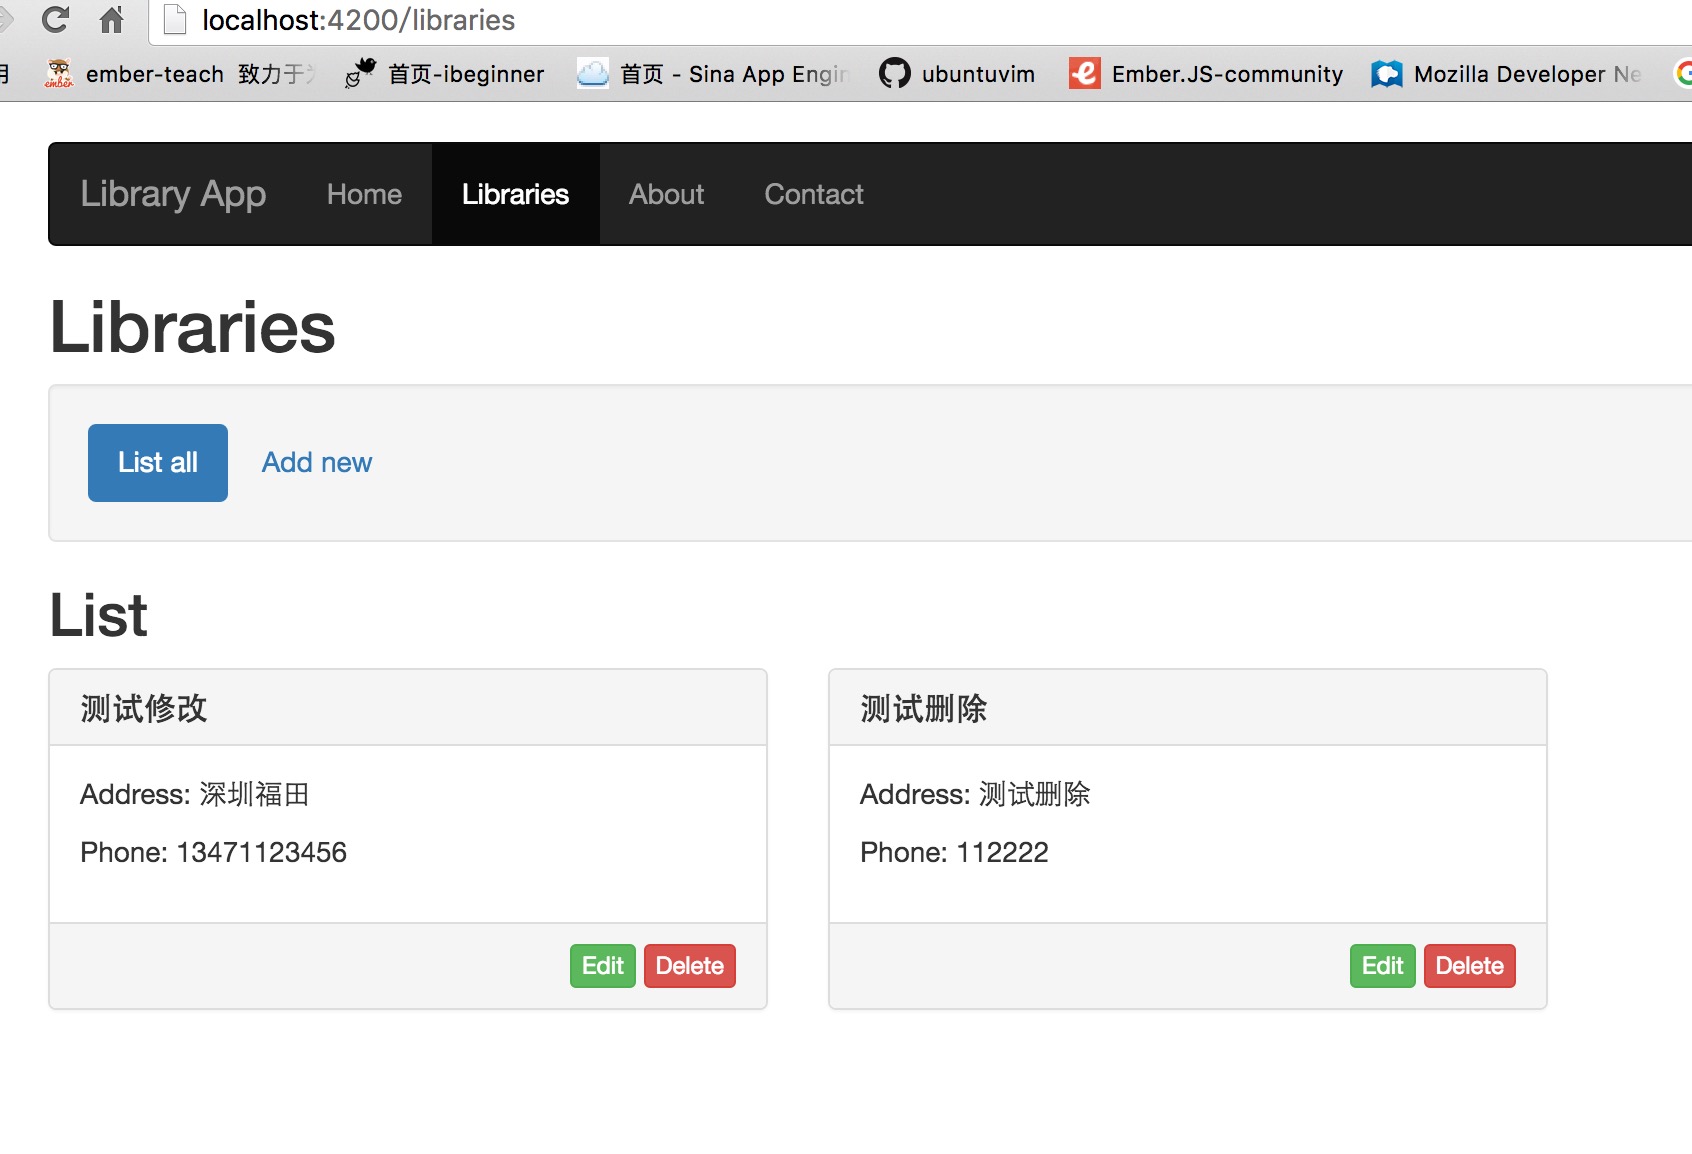 localhost:4200/libraries
ember-teach 致力于 首页-ibeginner 首页 - Sina App Engin ubuntuvim Ember.JS-community Mozilla Developer Ne
Library App Home Libraries About Contact
Libraries
List all Add new
List
测试修改
Address: 深圳福田
Phone: 13471123456
Edit Delete
测试删除
Address: 测试删除
Phone: 112222
Edit Delete